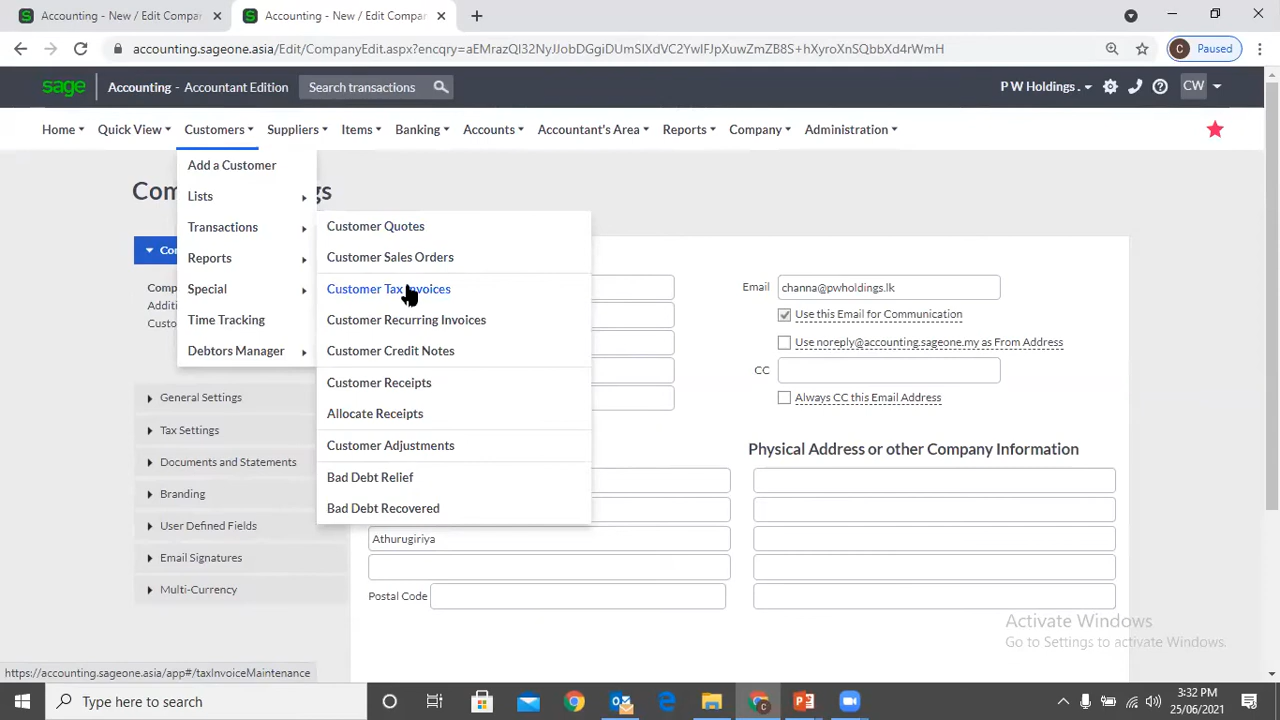 Accounting - New / Edit Compar
Accounting - New / Edit Compar
accounting.sageone.asia/Edit/CompanyEdit.aspx?encqry=aEMrazQI32NyJJobDGgiDUmSlXdVC2YwIFJpXuwZmZB8S+hXyroXnSQbbXd4rWmH
C Paused
sage Accounting - Accountant Edition Search transactions P W Holdings . CW
Home Quick View Customers Suppliers Items Banking Accounts Accountant's Area Reports Company Administration
Add a Customer
Lists
Transactions
Reports
Special
Time Tracking
Debtors Manager
Customer Quotes
Customer Sales Orders
Customer Tax Invoices
Customer Recurring Invoices
Customer Credit Notes
Customer Receipts
Allocate Receipts
Customer Adjustments
Bad Debt Relief
Bad Debt Recovered
General Settings
Tax Settings
Documents and Statements
Branding
User Defined Fields
Email Signatures
Multi-Currency
Email channa@pwholdings.lk
Use this Email for Communication
Use noreply@accounting.sageone.my as From Address
CC
Always CC this Email Address
Physical Address or other Company Information
Athurugiriya
Postal Code
Activate Windows
Go to Settings to activate Windows.
https://accounting.sageone.asia/app#/taxInvoiceMaintenance
Type here to search
3:32 PM
25/06/2021